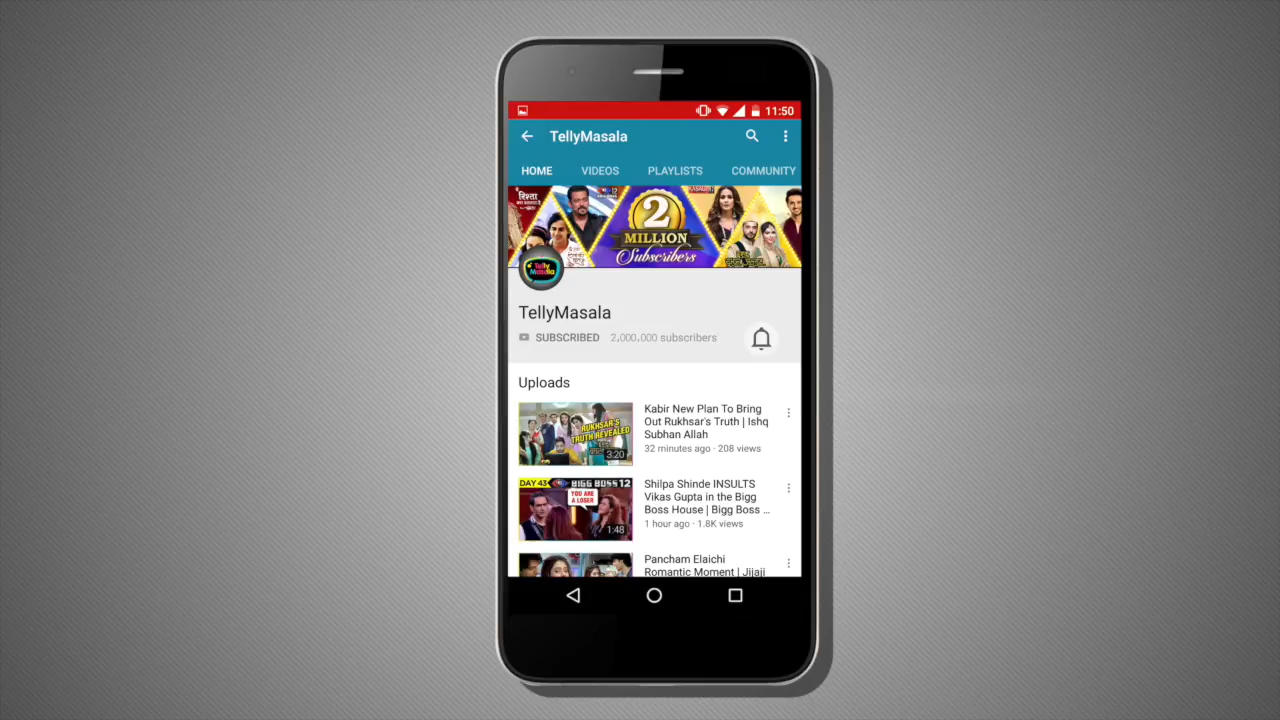 11:50
TellyMasala
HOME VIDEOS PLAYLISTS COMMUNITY
रिश्ता
2
MILLION
Subscribers
Telly
Masala
TellyMasala
SUBSCRIBED 2,000,000 subscribers
Uploads
RUKHSAR'S
TRUTH REVEALED
3:20
Kabir New Plan To Bring
Out Rukhsar's Truth | Ishq
Subhan Allah
32 minutes ago · 208 views
DAY 43 BIGG BOSS 12
YOU ARE
A LOSER
1:48
Shilpa Shinde INSULTS
Vikas Gupta in the Bigg
Boss House | Bigg Boss ...
1 hour ago · 1.8K views
Pancham Elaichi
Romantic Moment | Jijaji